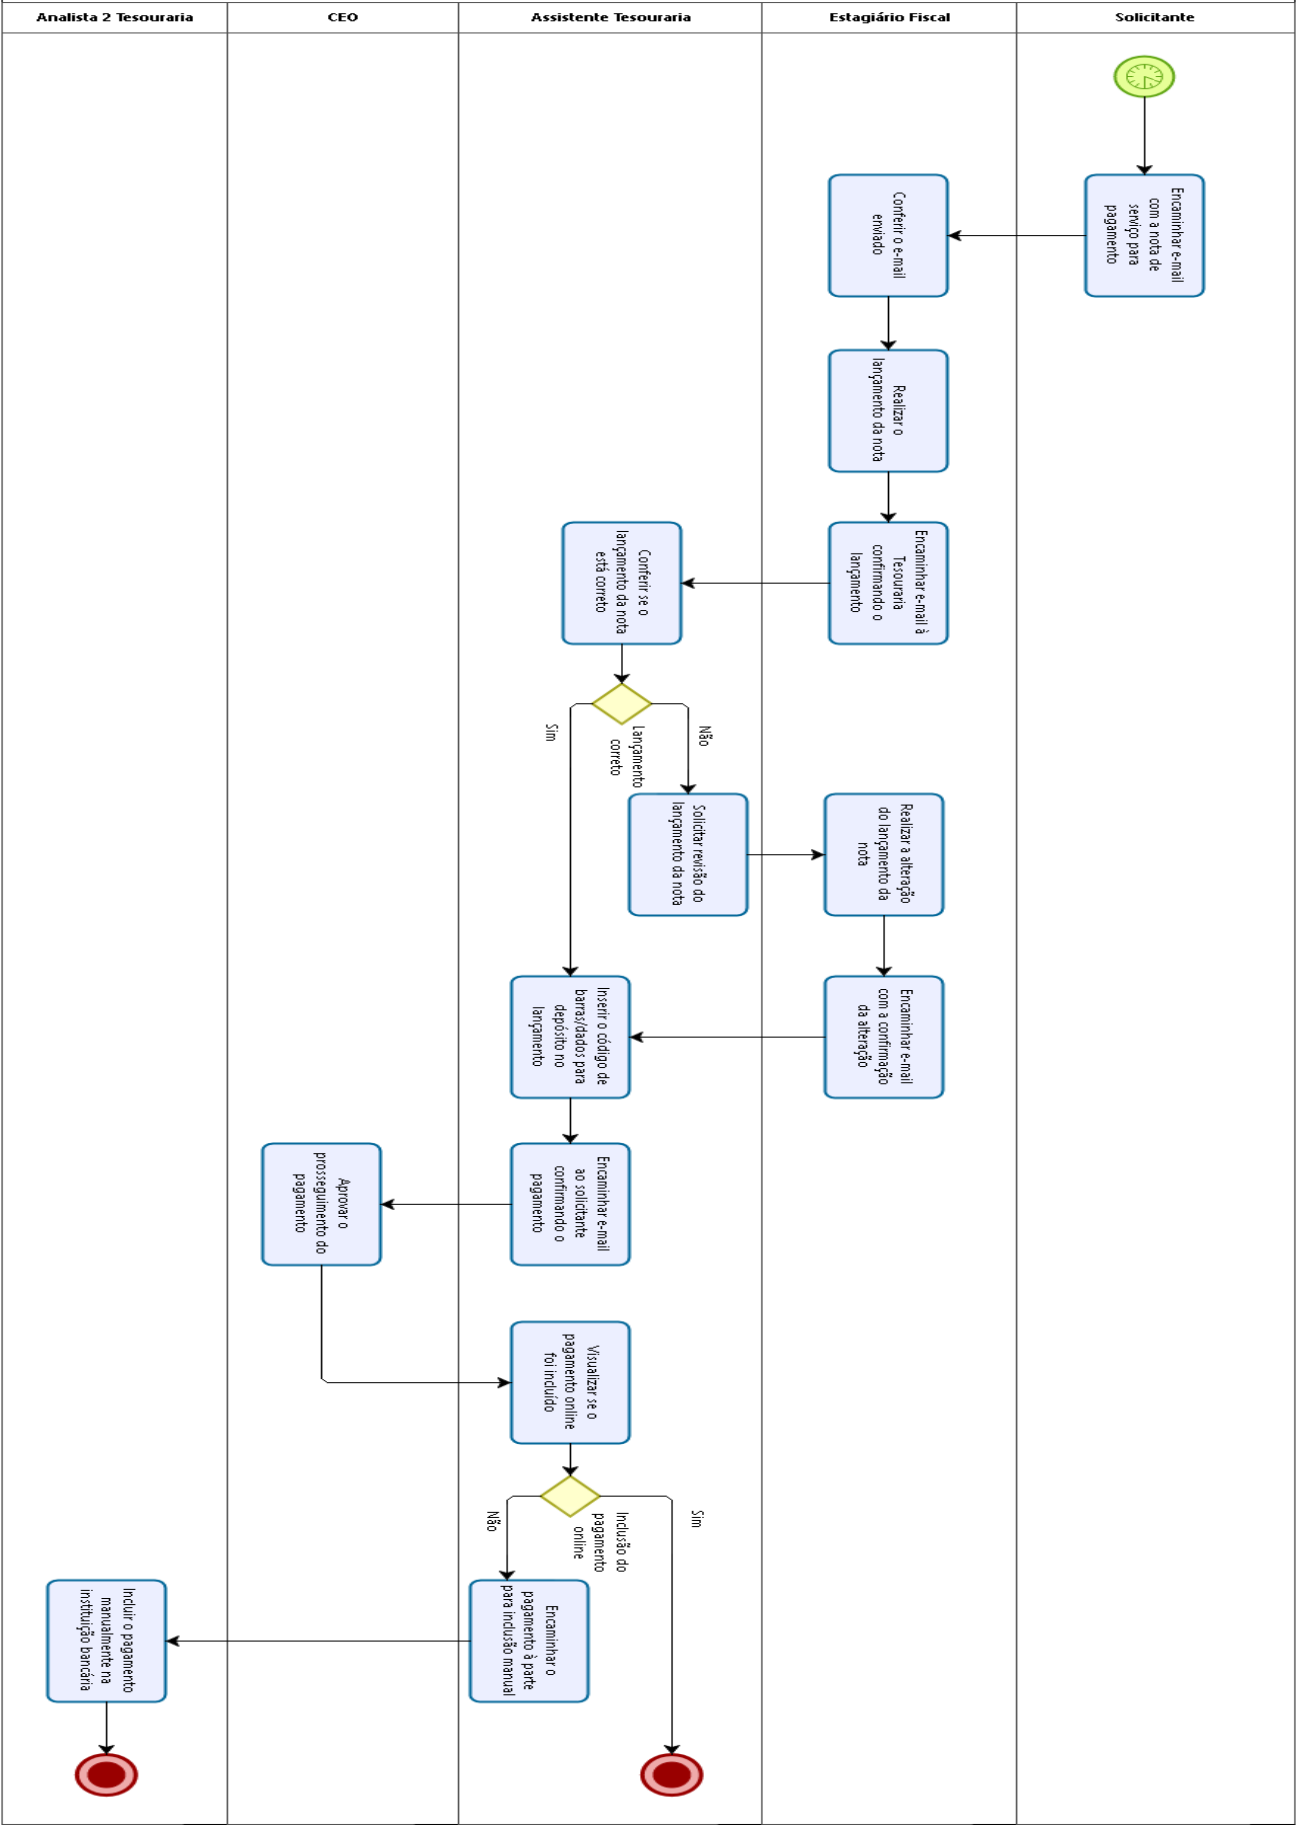 Analista 2 Tesouraria
CEO
Assistente Tesouraria
Estagiário Fiscal
Solicitante
Encaminhar e-mail
com a nota de
serviço para
pagamento
Conferir o e-mail
enviado
Realizar o
lançamento da nota
Encaminhar e-mail à
Tesouraria
confirmando o
lançamento
Conferir se o
lançamento da nota
está correto
Lançamento
correto
Não
Sim
Solicitar revisão do
lançamento da nota
Realizar a alteração
do lançamento da
nota
Encaminhar e-mail
com a confirmação
da alteração
Inserir o código de
barras/dados para
depósito no
lançamento
Encaminhar e-mail
ao solicitante
confirmando o
pagamento
Aprovar o
prosseguimento do
pagamento
Visualizar se o
pagamento online
foi incluído
Inclusão do
pagamento
online
Sim
Não
Encaminhar o
pagamento à parte
para inclusão manual
Incluir o pagamento
manualmente na
instituição bancária